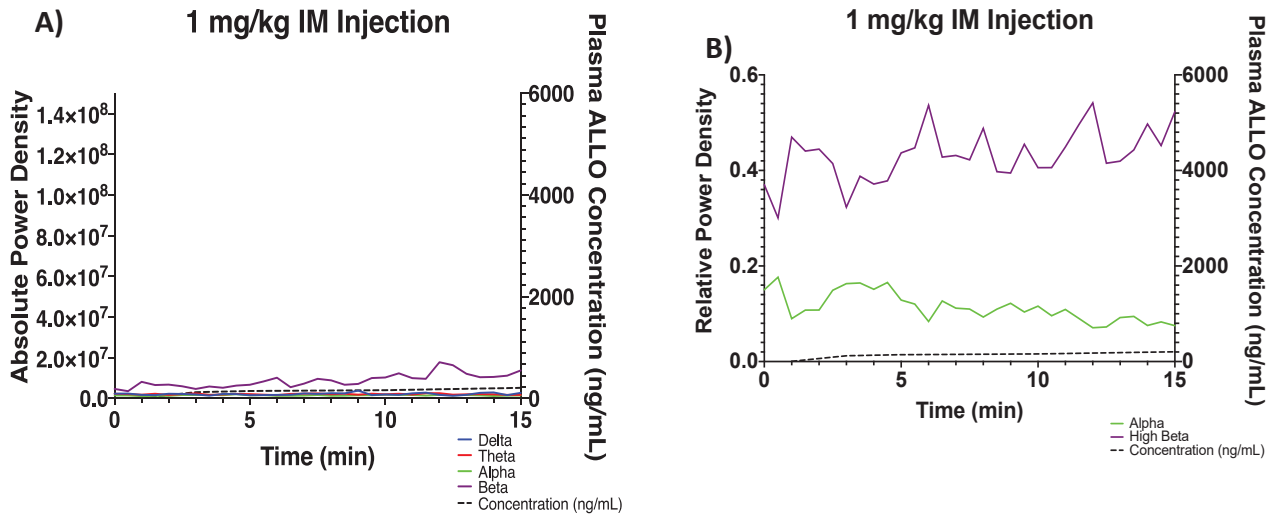 A)
1 mg/kg IM Injection
Absolute Power Density
1.4×10⁸
1.2×10⁸
1.0×10⁸
8.0×10⁷
6.0×10⁷
4.0×10⁷
2.0×10⁷
0.0
0
5
10
15
Time (min)
6000
4000
2000
0
Plasma ALLO Concentration (ng/mL)
Delta
Theta
Alpha
Beta
Concentration (ng/mL)
B)
1 mg/kg IM Injection
Relative Power Density
0.6
0.4
0.2
0.0
0
5
10
15
Time (min)
6000
4000
2000
0
Plasma ALLO Concentration (ng/mL)
Alpha
High Beta
Concentration (ng/mL)